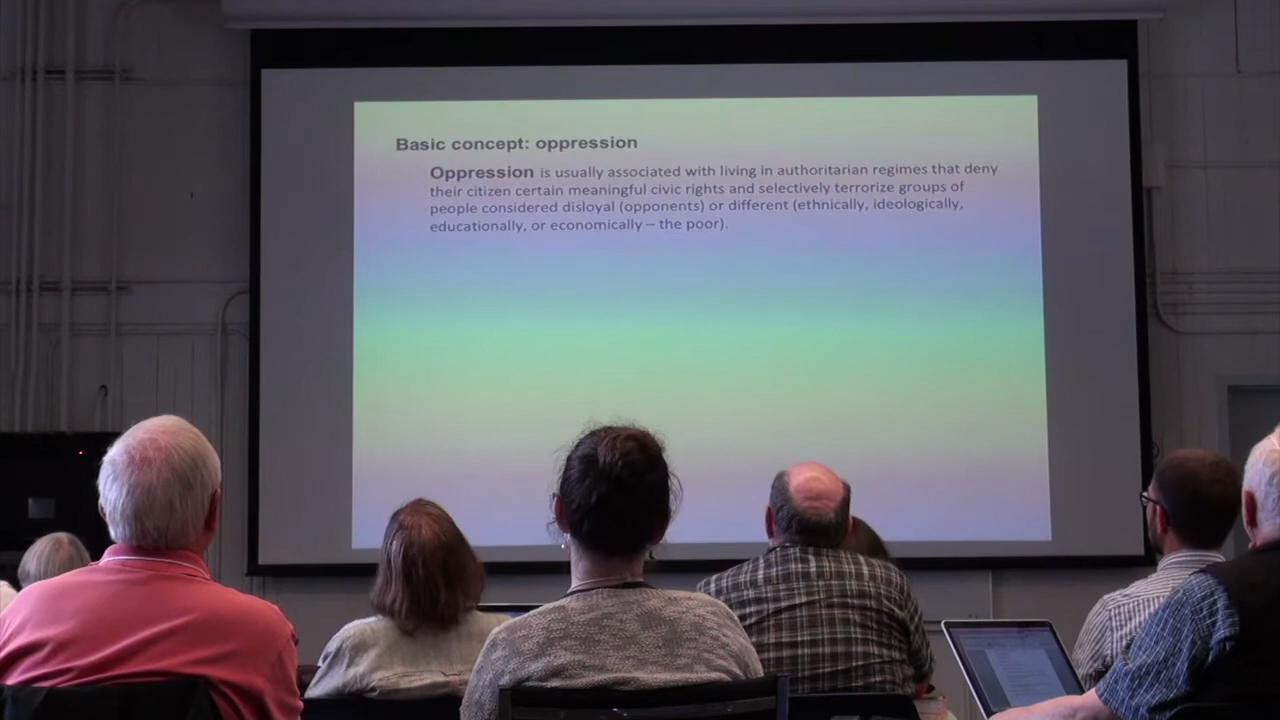 Basic concept: oppression
Oppression is usually associated with living in authoritarian regimes that deny
their citizen certain meaningful civic rights and selectively terrorize groups of
people considered disloyal (opponents) or different (ethnically, ideologically,
educationally, or economically – the poor).